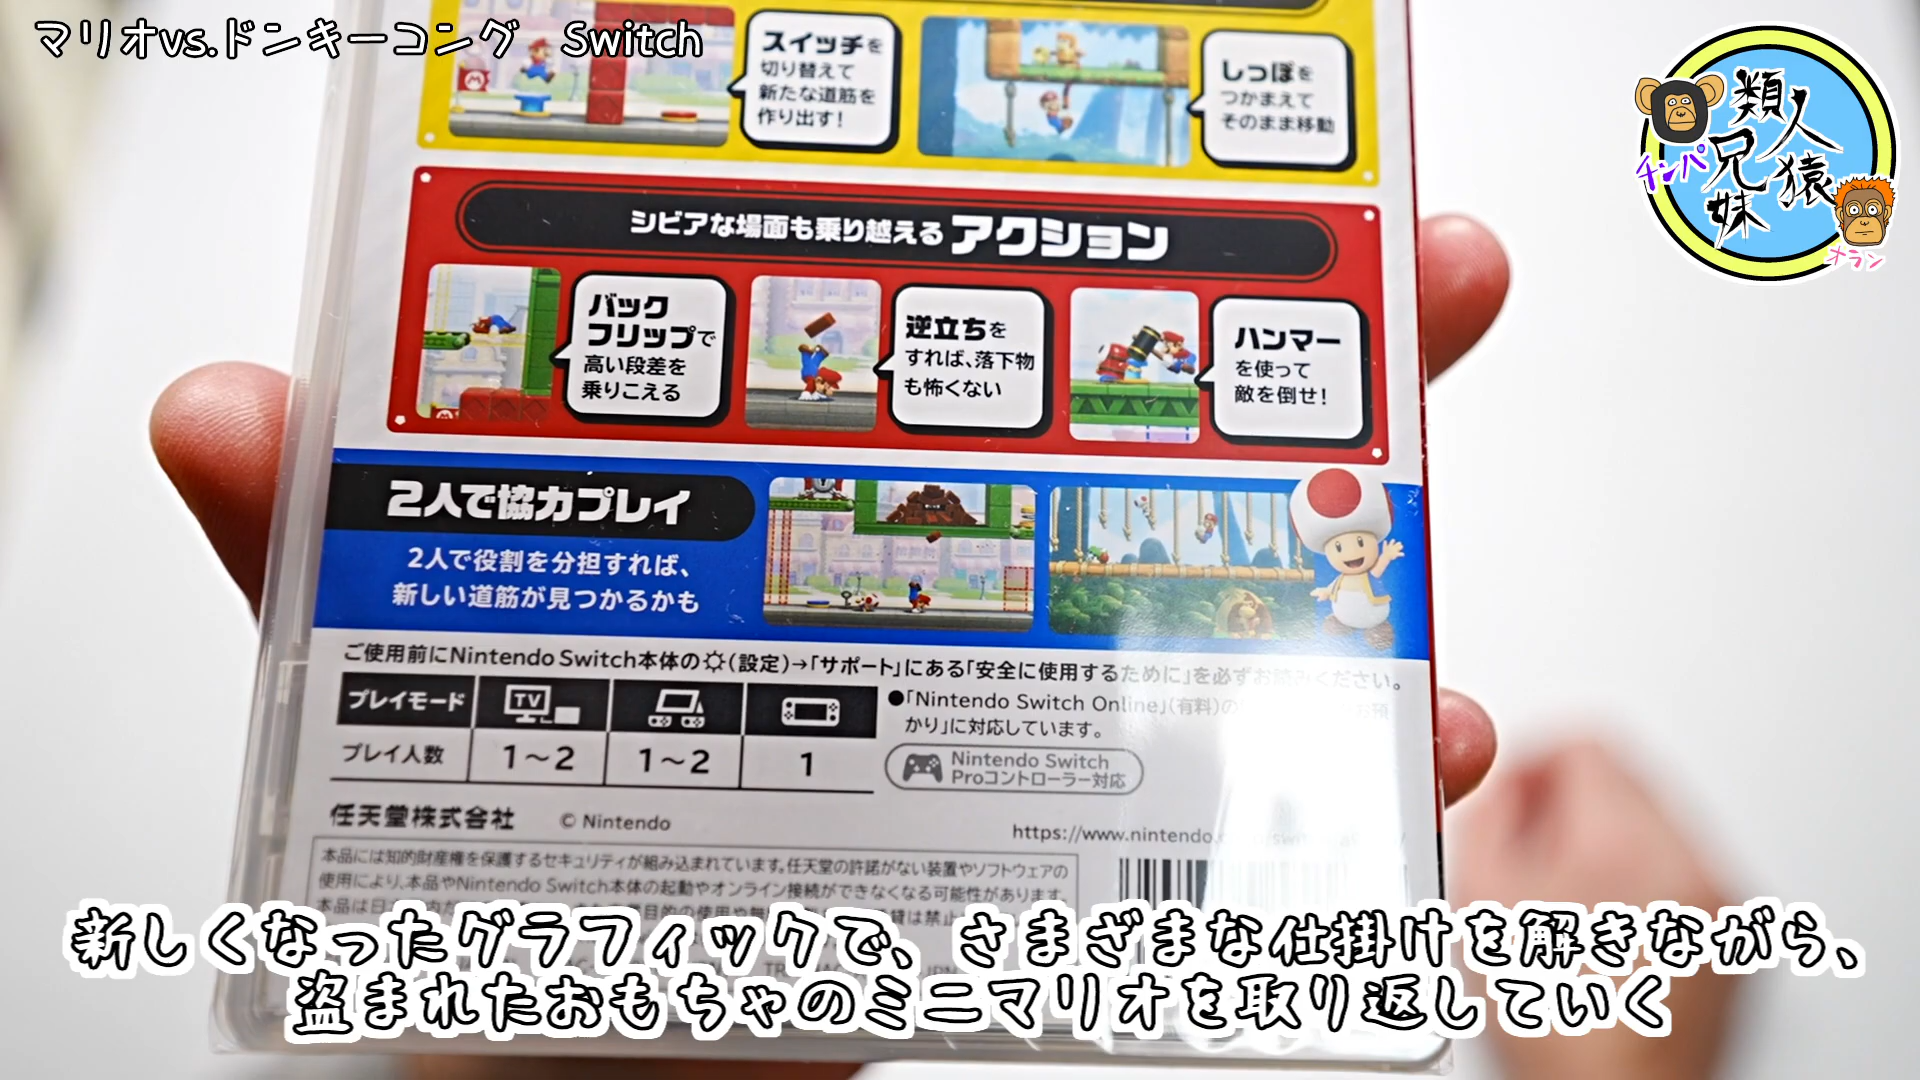 マリオvs.ドンキーコング Switch
スイッチを
切り替えて
新たな道筋を
作り出す!
しっぽを
つかまえて
そのまま移動
類人猿
兄妹
チンパ
オラン
シビアな場面も乗り越えるアクション
バック
フリップで
高い段差を
乗りこえる
逆立ちを
すれば、落下物
も怖くない
ハンマー
を使って
敵を倒せ!
2人で協力プレイ
2人で役割を分担すれば、
新しい道筋が見つかるかも
ご使用前にNintendo Switch本体の(設定)→「サポート」にある「安全に使用するために」を必ずお読みください。
プレイモード TV
プレイ人数 1~2 1~2 1
●「Nintendo Switch Online」(有料)の
かり」に対応しています。
Nintendo Switch
Proコントローラー対応
任天堂株式会社 © Nintendo
https://www.nintendo.
本品には知的財産権を保護するセキュリティが組み込まれています。任天堂の許諾がない装置やソフトウェアの
使用により、本品やNintendo Switch本体の起動やオンライン接続ができなくなる可能性があります。
新しくなったグラフィックで、さまざまな仕掛けを解きながら、
盗まれたおもちゃのミニマリオを取り返していく